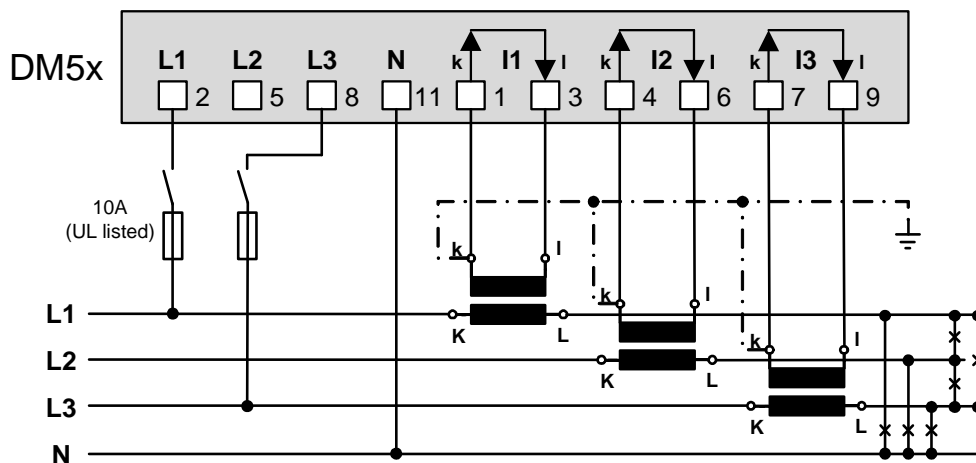 DM5x
L1 L2 L3 N k I1 l k I2 l k I3 l
2 5 8 11 1 3 4 6 7 9
10A
(UL listed)
k l
L1
K L
k l
L2
K L
k l
L3
K L
N